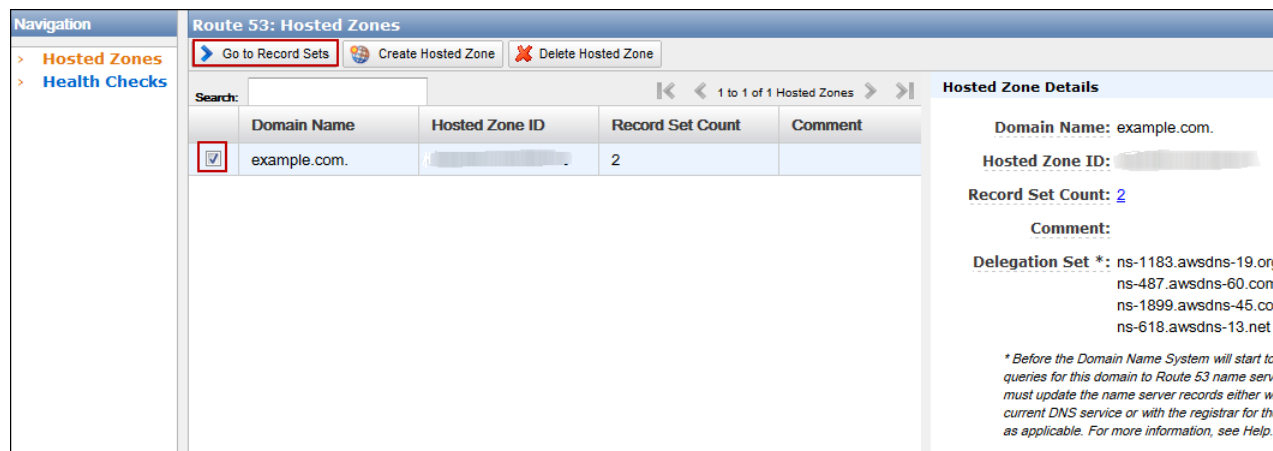 Navigation
Hosted Zones
Health Checks
Route 53: Hosted Zones
Go to Record Sets Create Hosted Zone Delete Hosted Zone
Search: 1 to 1 of 1 Hosted Zones
Domain Name Hosted Zone ID Record Set Count Comment
example.com. 2
Hosted Zone Details
Domain Name: example.com.
Hosted Zone ID:
Record Set Count: 2
Comment:
Delegation Set *: ns-1183.awsdns-19.or
ns-487.awsdns-60.com
ns-1899.awsdns-45.co
ns-618.awsdns-13.net
* Before the Domain Name System will start to
queries for this domain to Route 53 name serv
must update the name server records either w
current DNS service or with the registrar for the
as applicable. For more information, see Help.